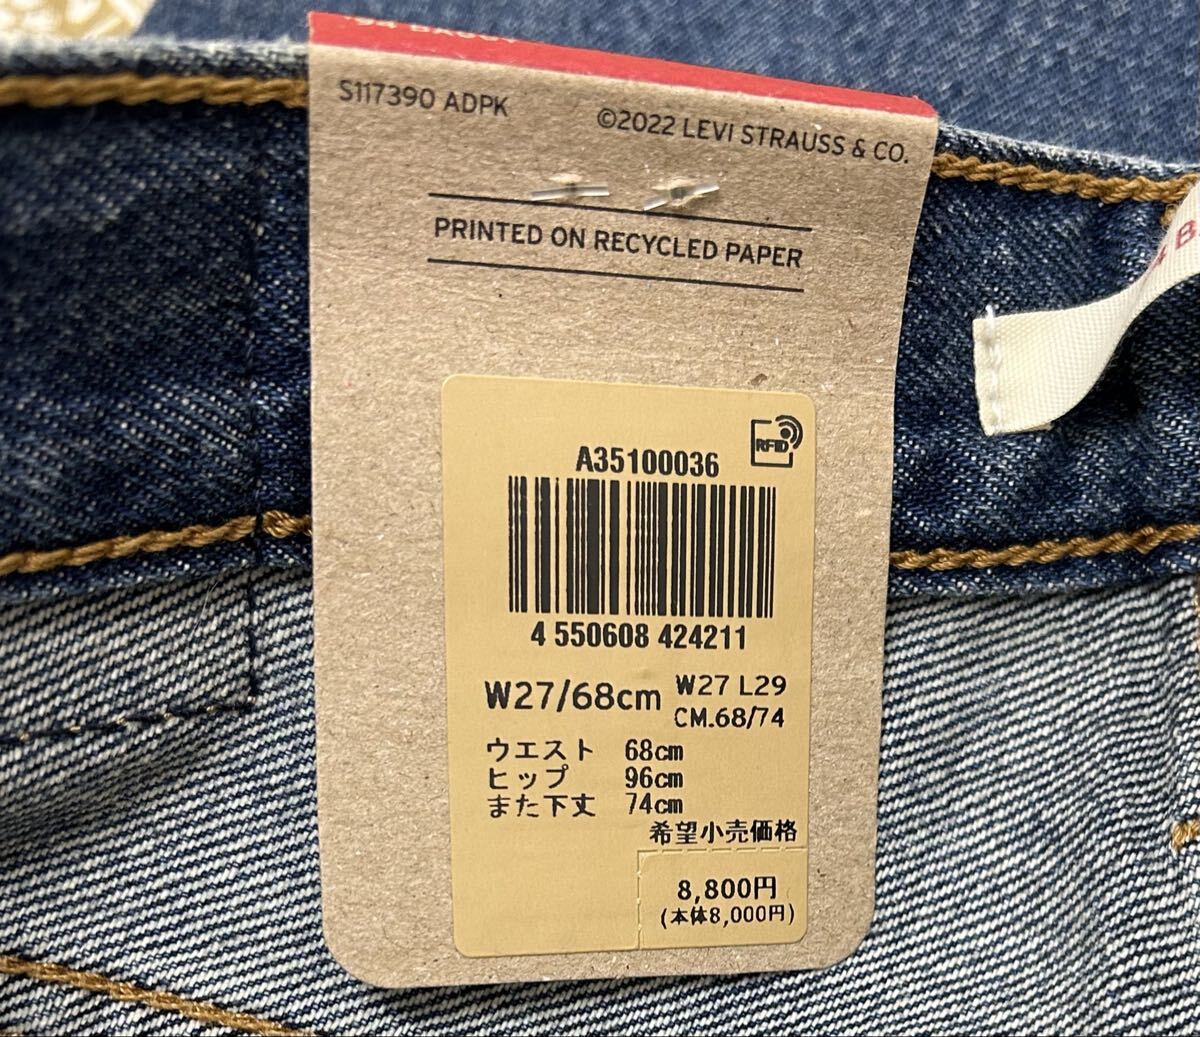 '94 BAGGY
S117390 ADPK
©2022 LEVI STRAUSS & CO.
PRINTED ON RECYCLED PAPER
RFID
A35100036
4 550608 424211
W27/68cm
W27 L29
CM.68/74
ウエスト 68cm
ヒップ 96cm
また下丈 74cm
希望小売価格
8,800円
(本体8,000円)